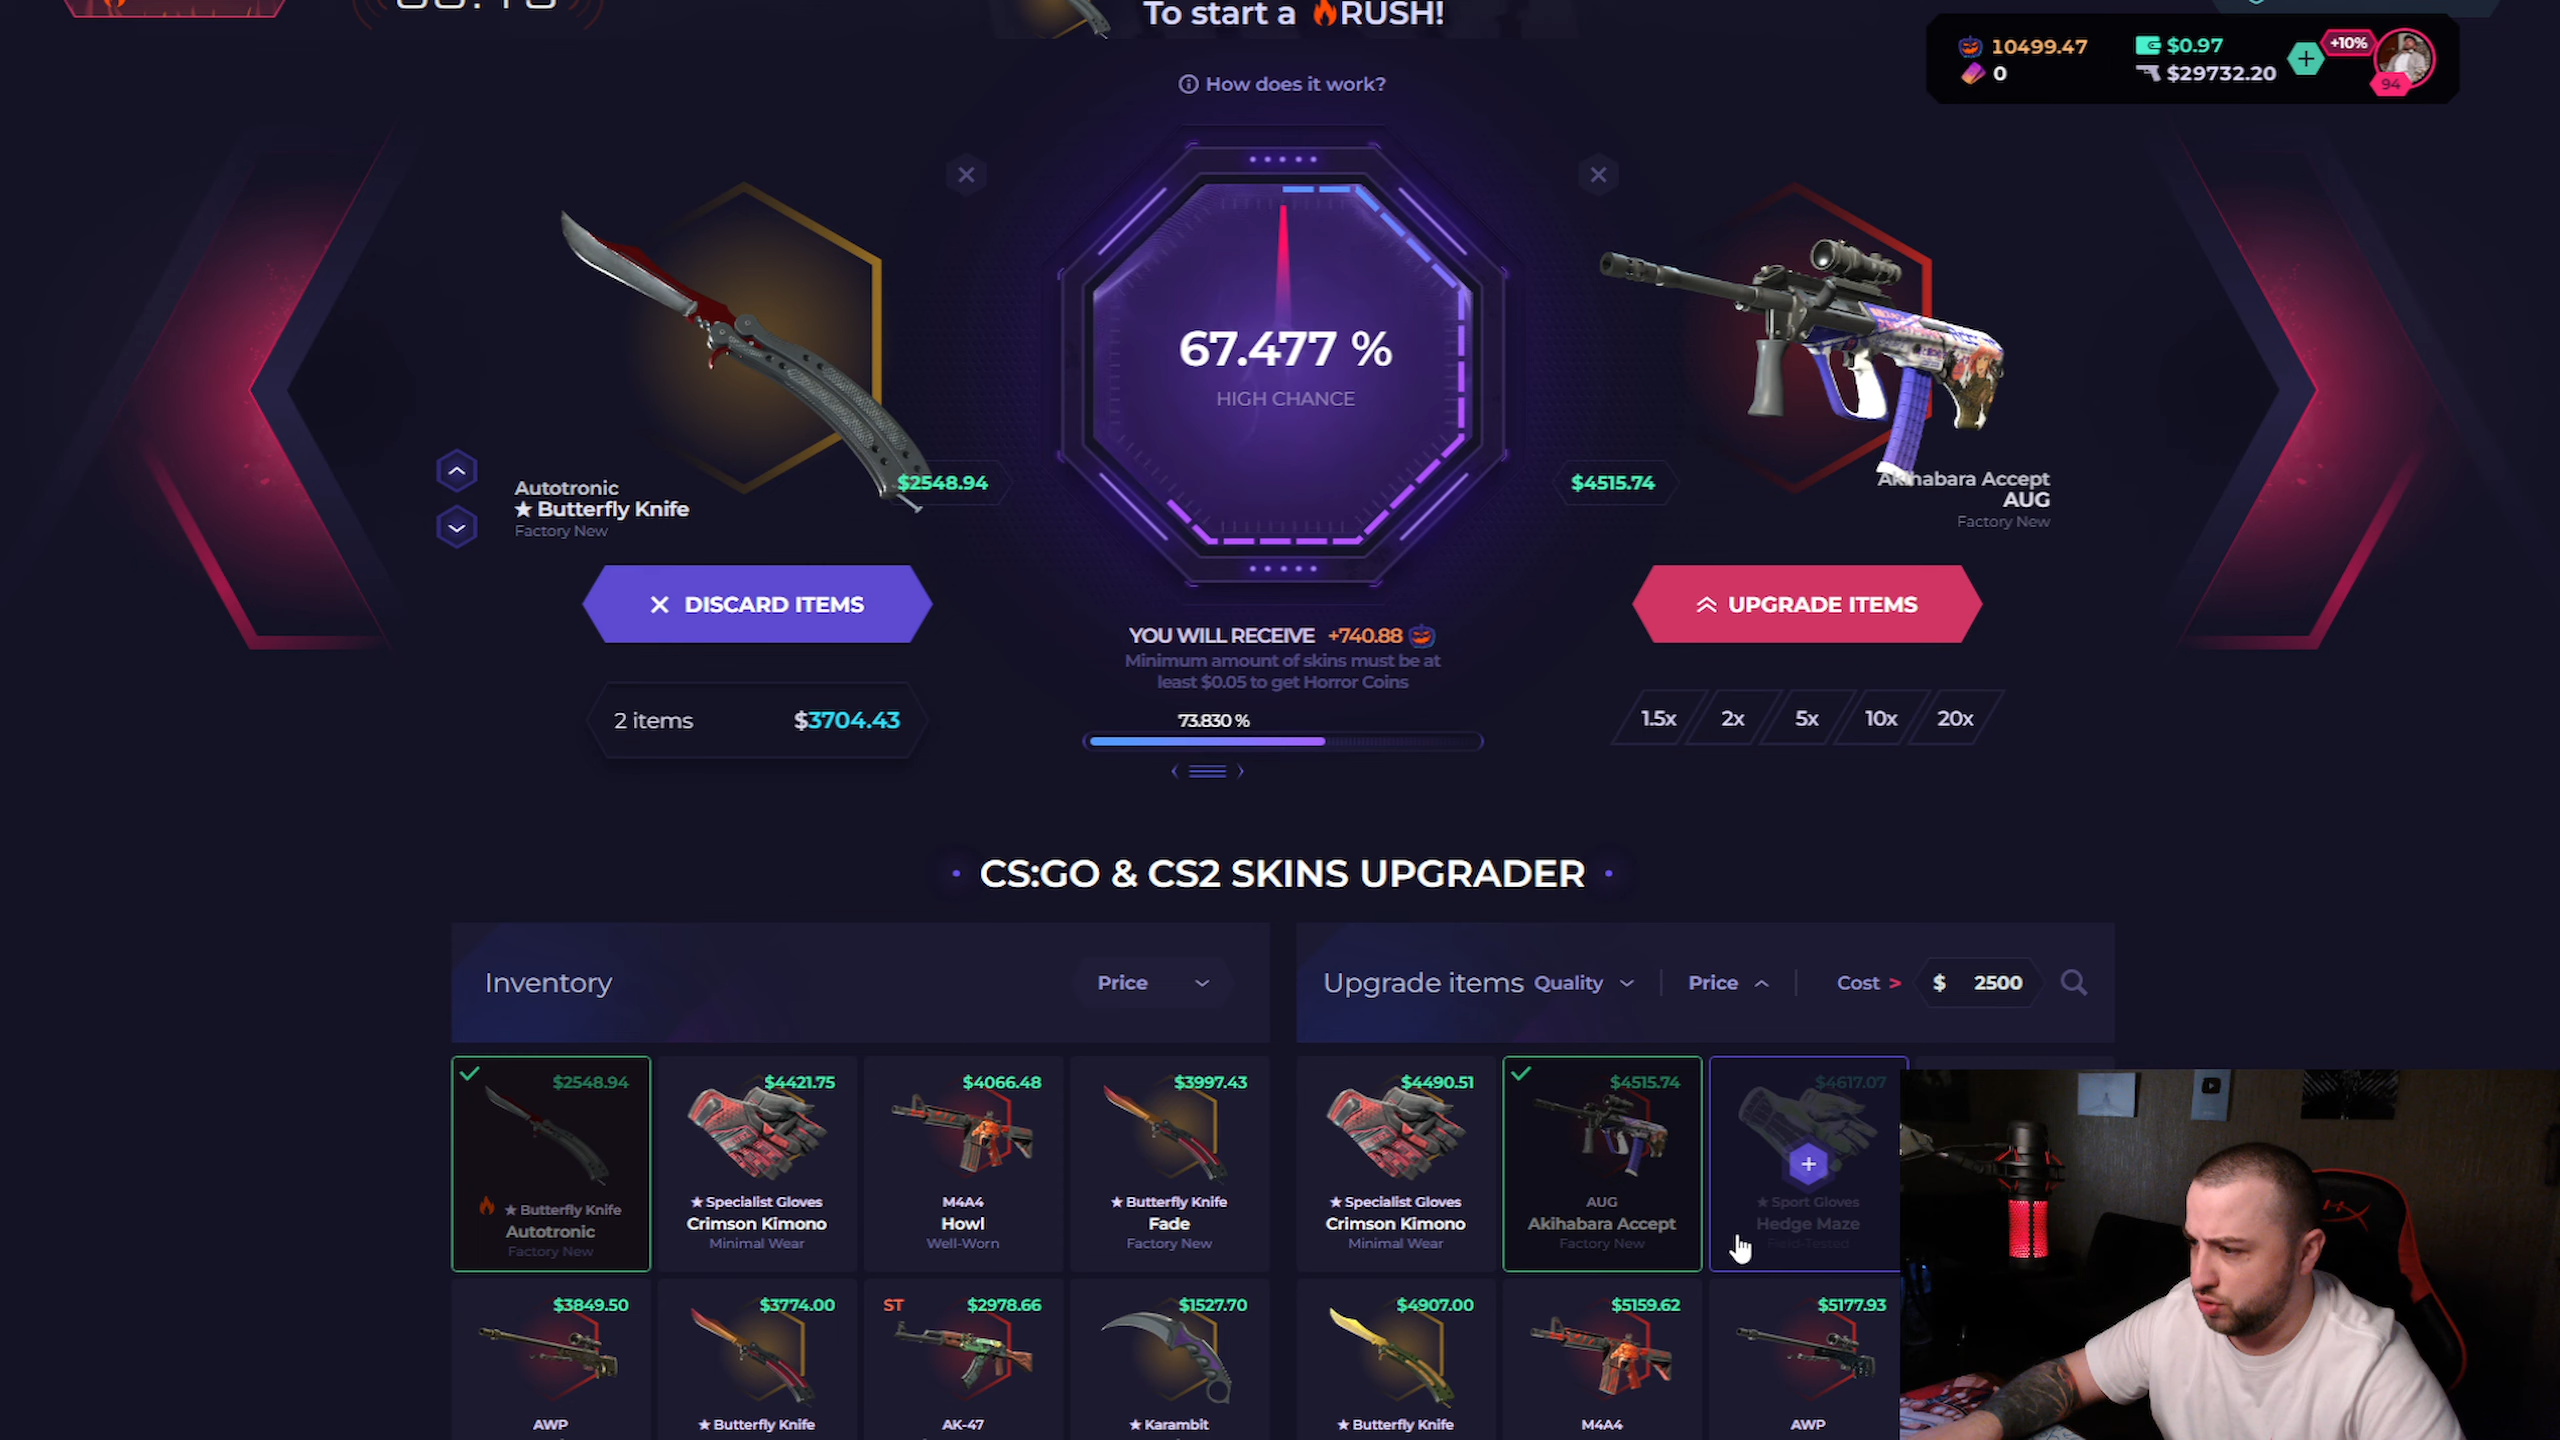 To start a RUSH!
10499.47
$0.97
+10%
0
$29732.20
94
How does it work?
67.477 %
HIGH CHANCE
$2548.94
$4515.74
Autotronic
★ Butterfly Knife
Factory New
Akihabara Accept
AUG
Factory New
DISCARD ITEMS
UPGRADE ITEMS
YOU WILL RECEIVE +740.88
Minimum amount of skins must be at
least $0.05 to get Horror Coins
2 items $3704.43
73.830 %
1.5x 2x 5x 10x 20x
CS:GO & CS2 SKINS UPGRADER
Inventory
Price
Upgrade items
Quality
Price
Cost >
$ 2500
$2548.94
★ Butterfly Knife
Autotronic
Factory New
$4421.75
★ Specialist Gloves
Crimson Kimono
Minimal Wear
$4066.48
M4A4
Howl
Well-Worn
$3997.43
★ Butterfly Knife
Fade
Factory New
$4490.51
★ Specialist Gloves
Crimson Kimono
Minimal Wear
$4515.74
AUG
Akihabara Accept
Factory New
$4617.07
★ Sport Gloves
Hedge Maze
Field-Tested
$3849.50
AWP
$3774.00
★ Butterfly Knife
ST $2978.66
AK-47
$1527.70
★ Karambit
$4907.00
★ Butterfly Knife
$5159.62
M4A4
$5177.93
AWP